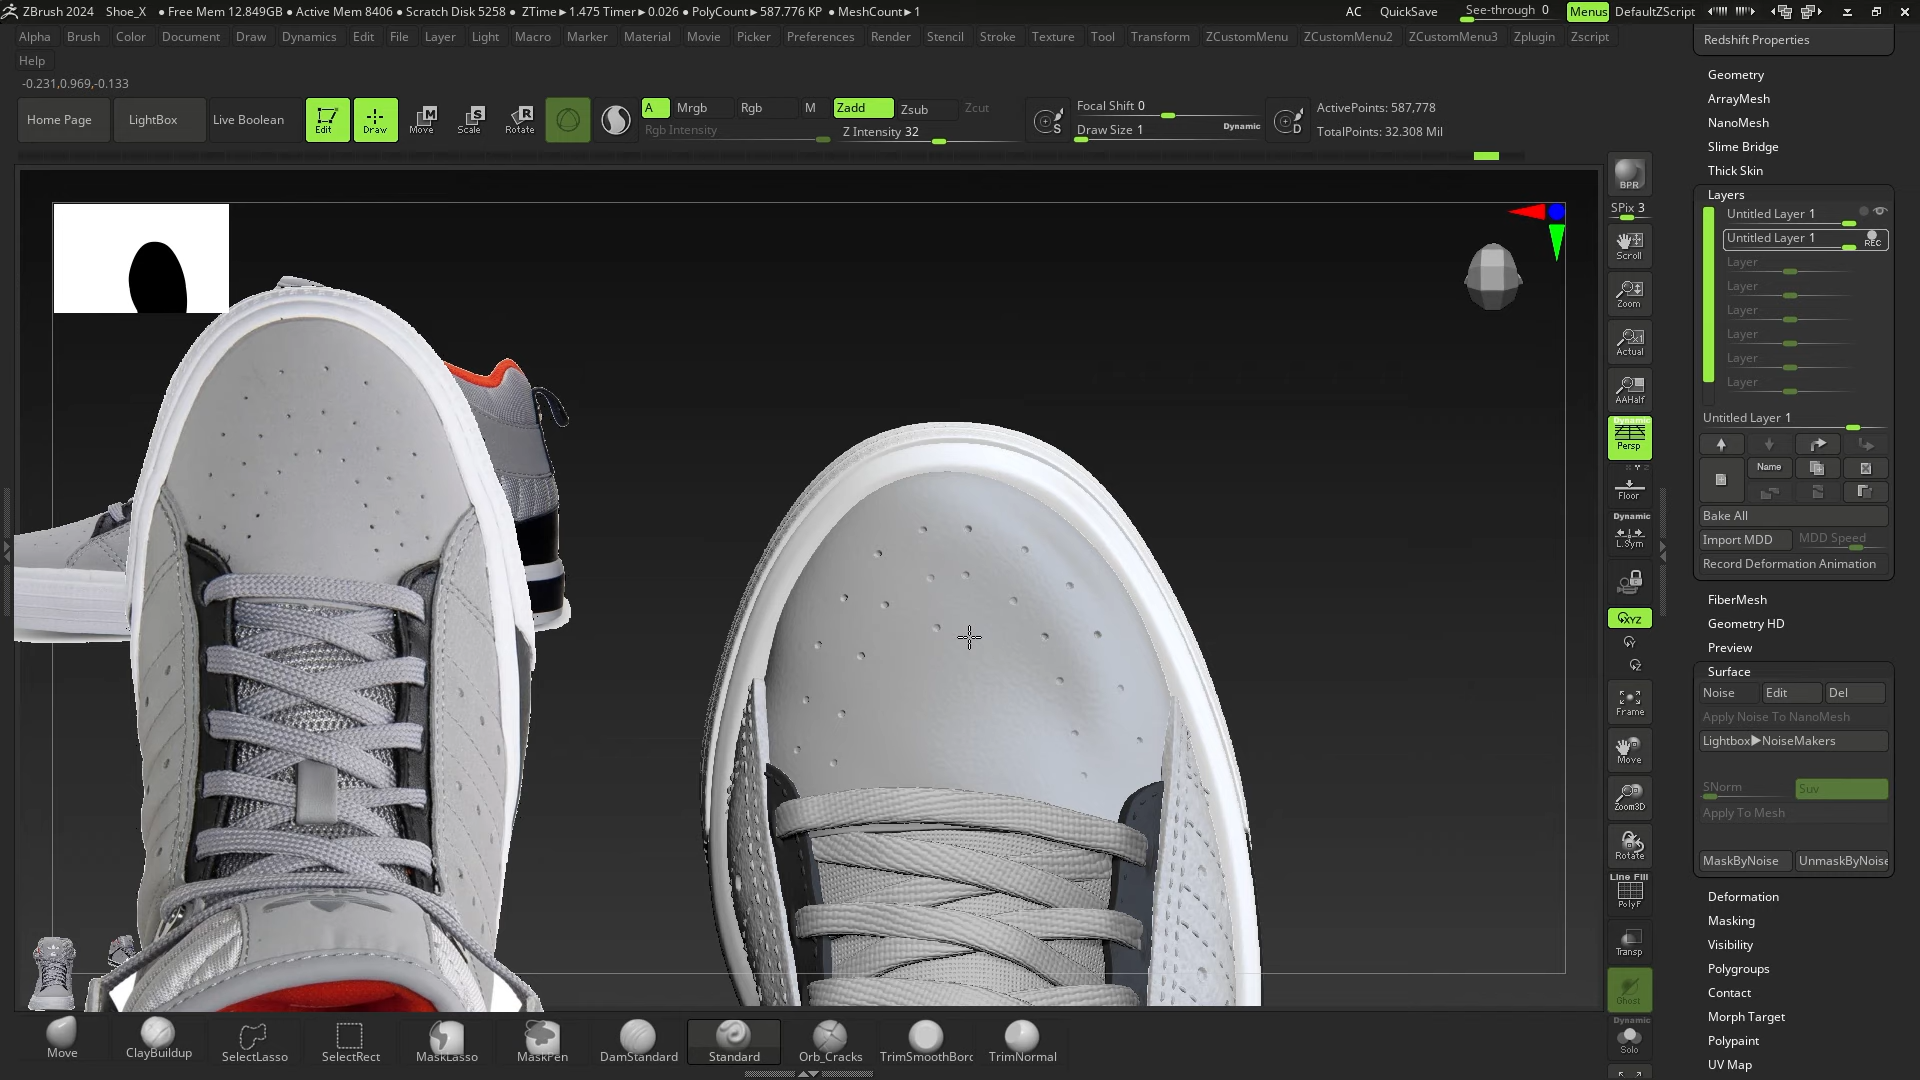 ZBrush 2024 Shoe_X ● Free Mem 12.849GB ● Active Mem 8406 ● Scratch Disk 5258 ● ZTime►1.475 Timer►0.026 ● PolyCount►587.776 KP ● MeshCount►1 AC QuickSave See-through 0 Menus DefaultZScript
Alpha Brush Color Document Draw Dynamics Edit File Layer Light Macro Marker Material Movie Picker Preferences Render Stencil Stroke Texture Tool Transform ZCustomMenu ZCustomMenu2 ZCustomMenu3 Zplugin Zscript
Help
-0.231,0.969,-0.133
Home Page LightBox Live Boolean Edit Draw Move Scale Rotate
A Mrgb Rgb M Zadd Zsub Zcut
Rgb Intensity Z Intensity 32
S Focal Shift 0
Draw Size 1 Dynamic D
ActivePoints: 587,778
TotalPoints: 32.308 Mil
BPR
SPix 3
Scroll
Zoom
Actual
AAHalf
Dynamic
Persp
Floor
Dynamic
L.Sym
XYZ
Y
Z
Frame
Move
Zoom3D
Rotate
Line Fill
PolyF
Transp
Ghost
Dynamic
Solo
Redshift Properties
Geometry
ArrayMesh
NanoMesh
Slime Bridge
Thick Skin
Layers
Untitled Layer 1
Untitled Layer 1 REC
Layer
Layer
Layer
Layer
Layer
Layer
Untitled Layer 1
Name
Bake All
Import MDD MDD Speed
Record Deformation Animation
FiberMesh
Geometry HD
Preview
Surface
Noise Edit Del
Apply Noise To NanoMesh
Lightbox▶NoiseMakers
SNorm Suv
Apply To Mesh
MaskByNoise UnmaskByNoise
Deformation
Masking
Visibility
Polygroups
Contact
Morph Target
Polypaint
UV Map
Move ClayBuildup SelectLasso SelectRect MaskLasso MaskPen DamStandard Standard Orb_Cracks TrimSmoothBorc TrimNormal